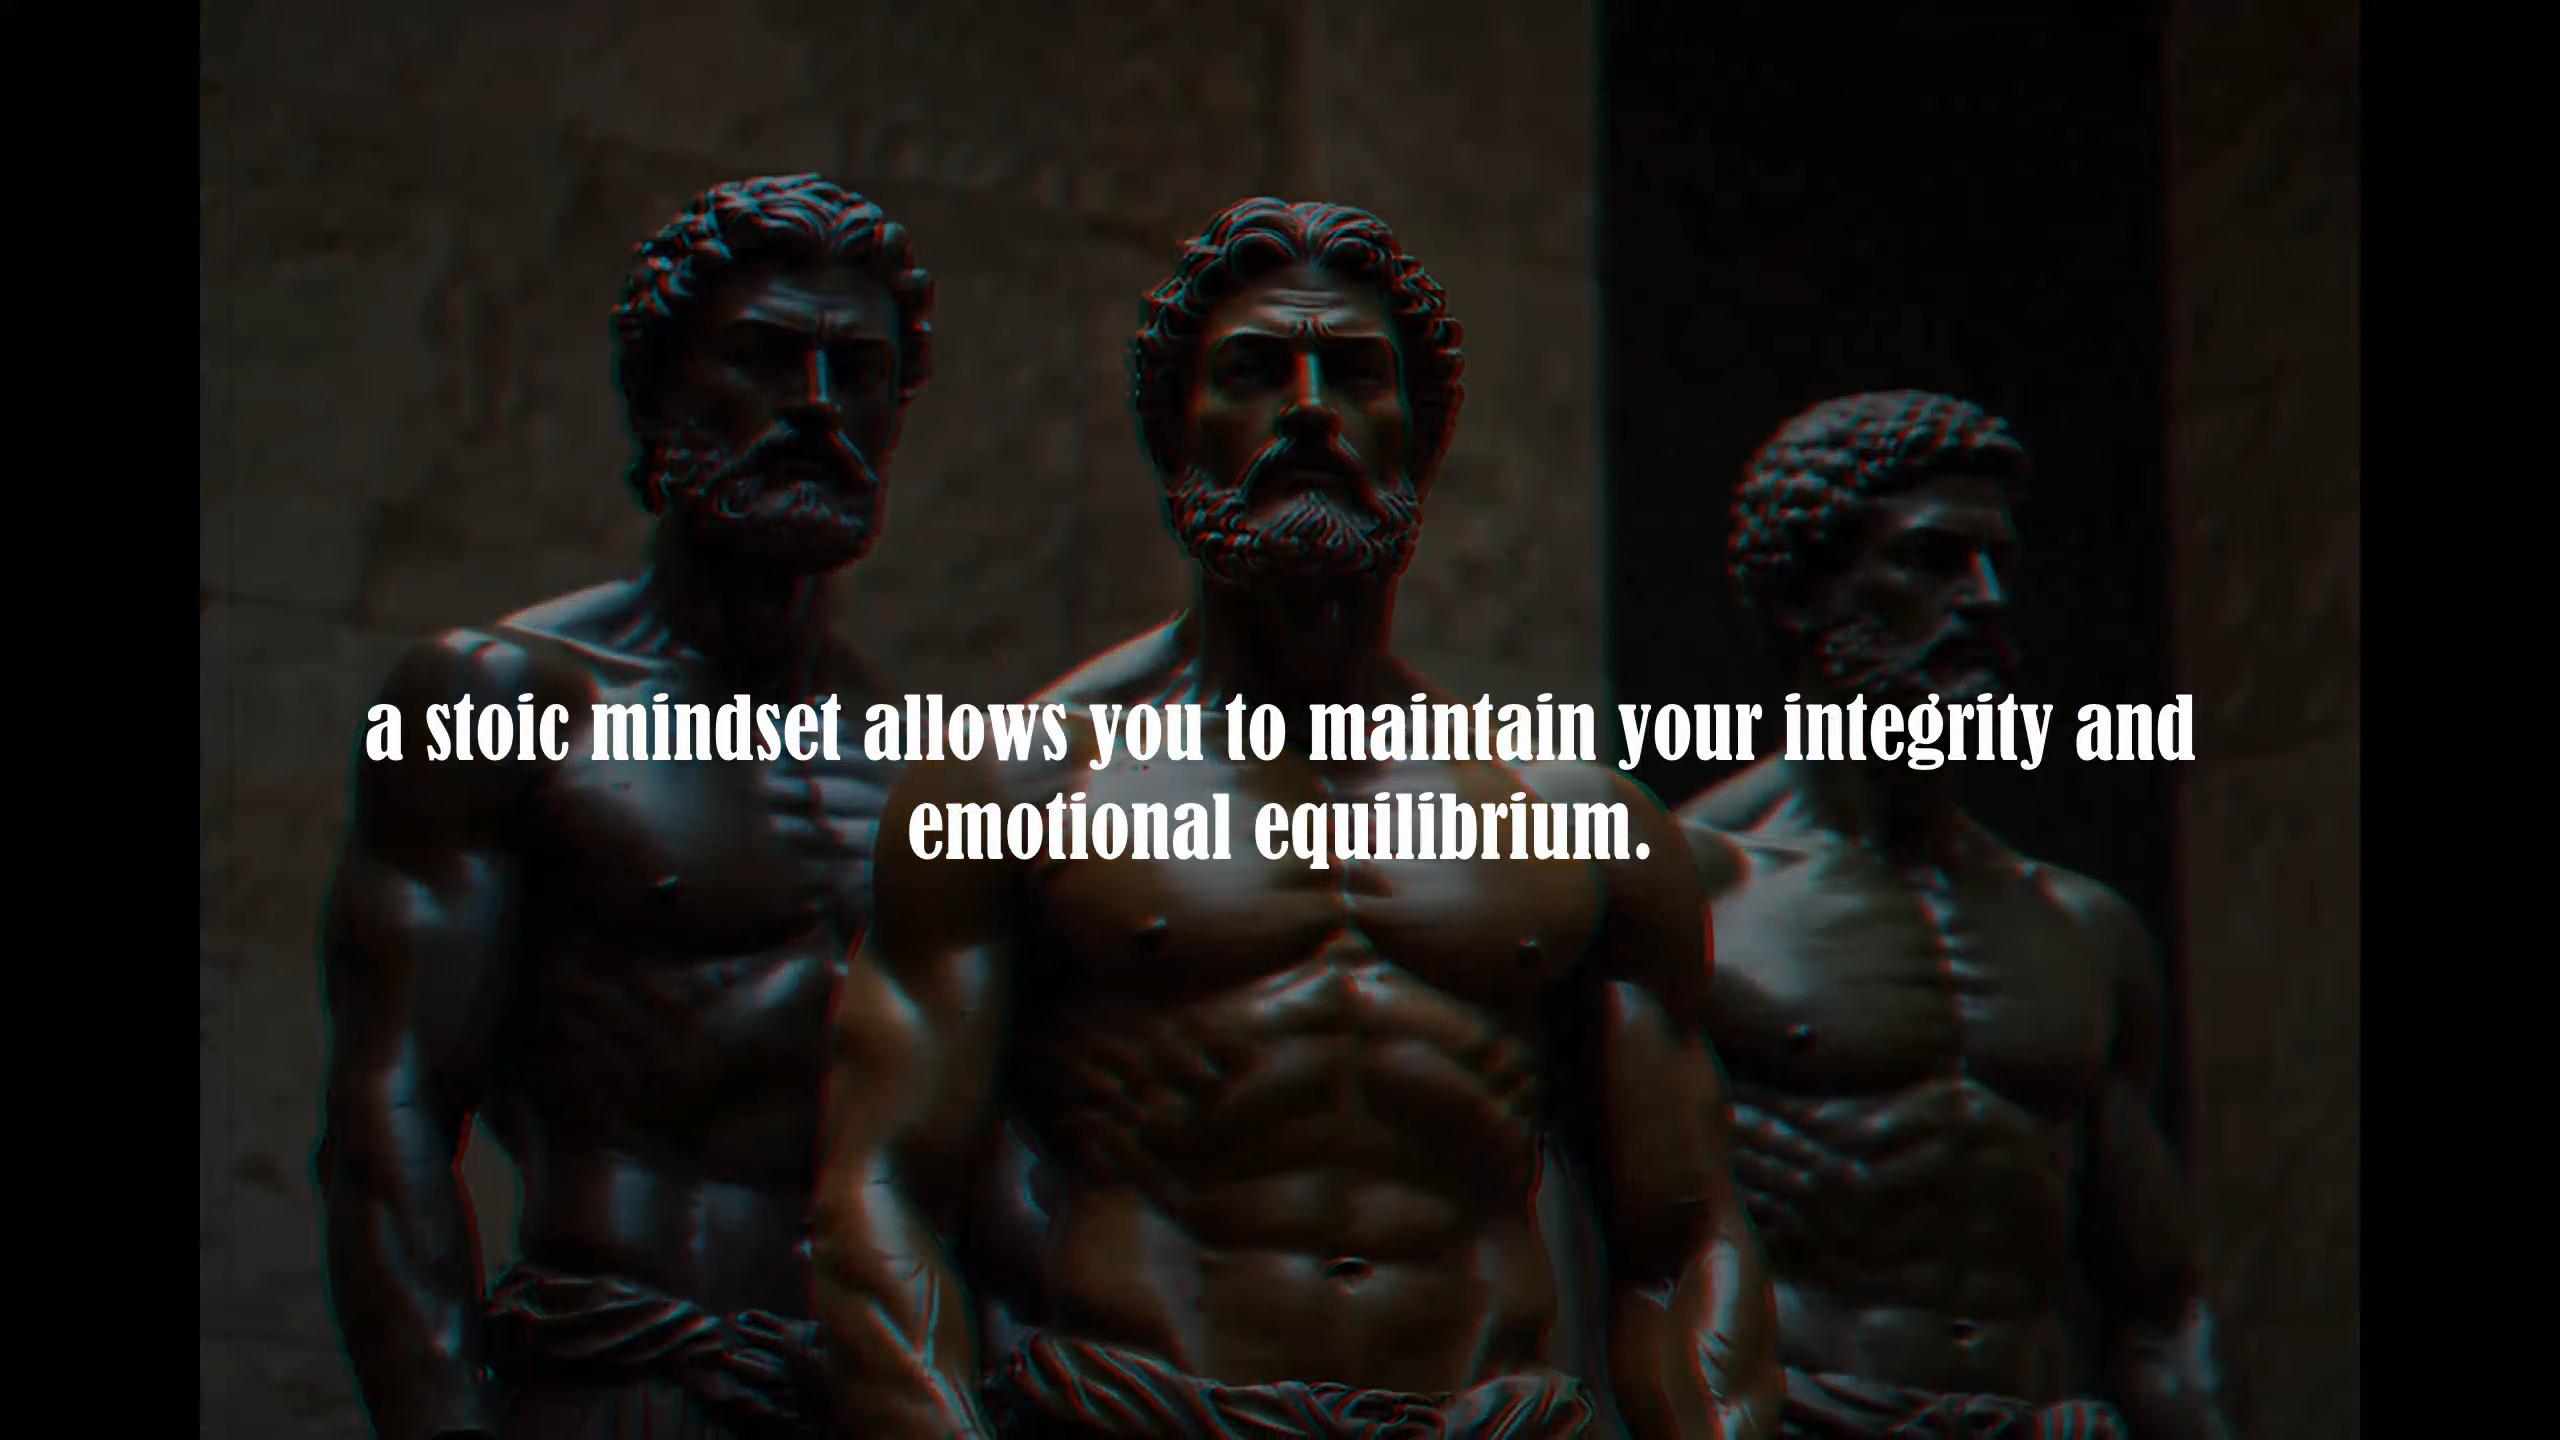 a stoic mindset allows you to maintain your integrity and
emotional equilibrium.